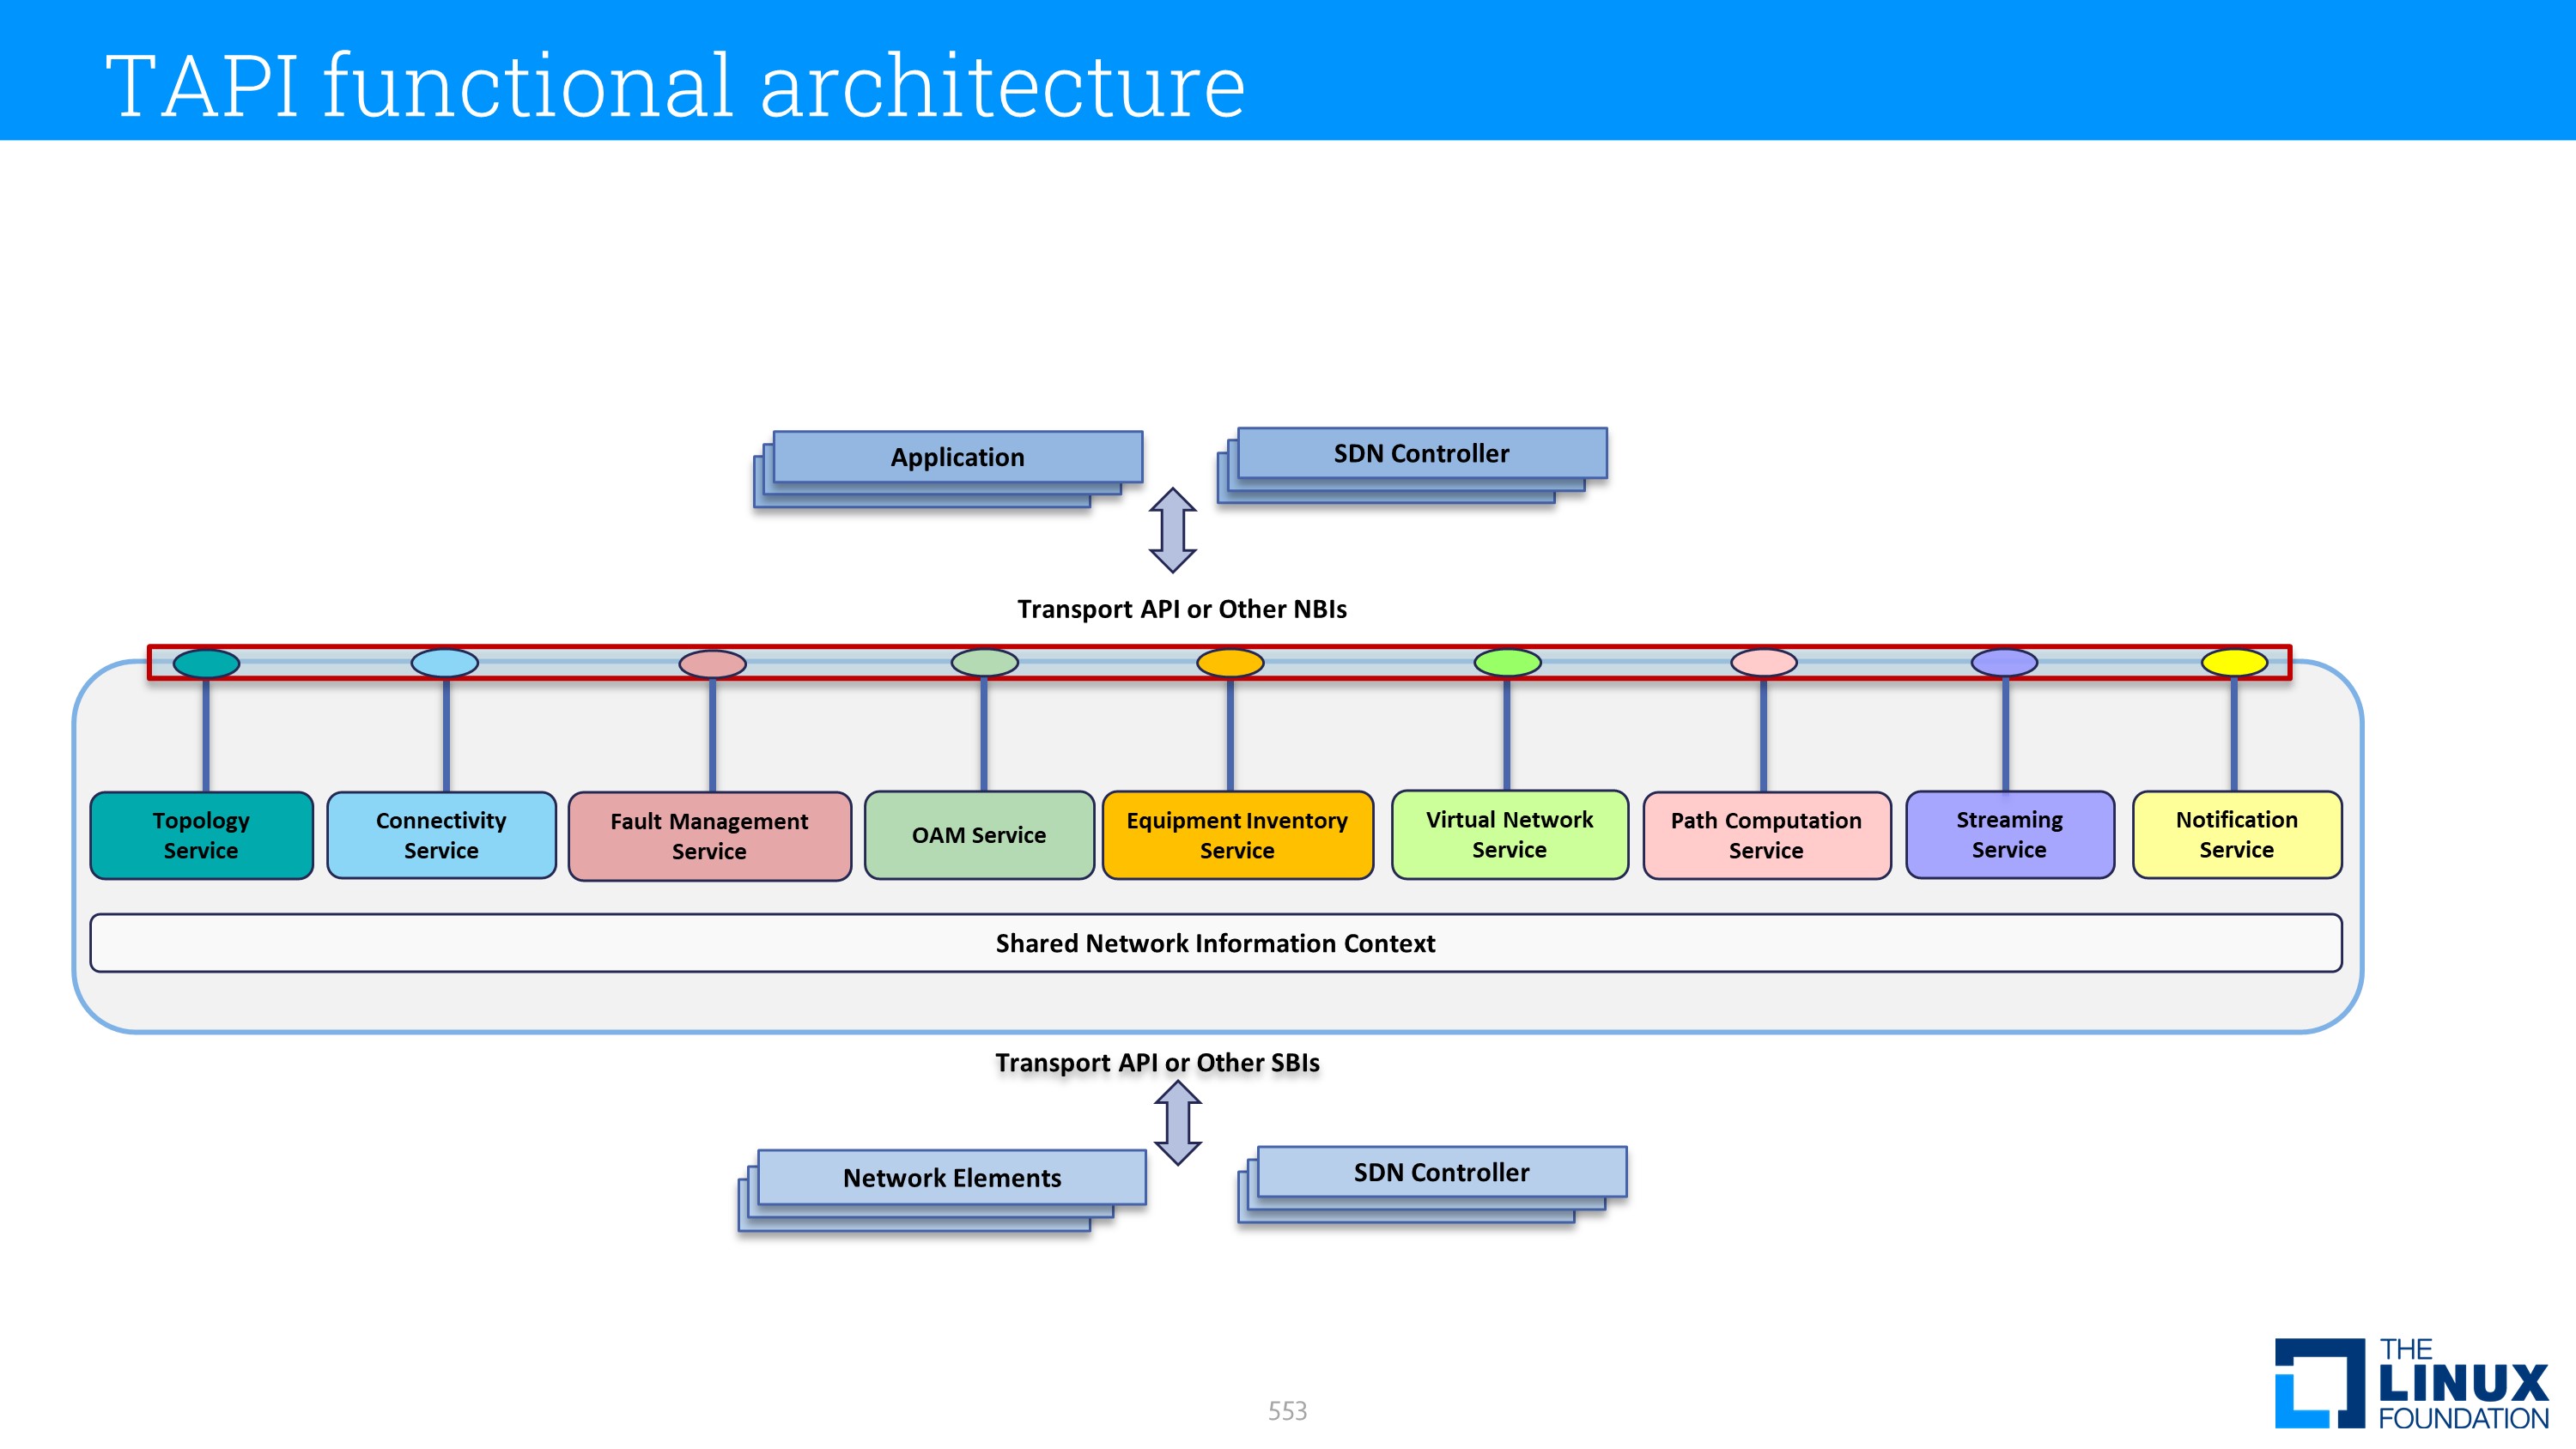 TAPI functional architecture
Application
SDN Controller
Transport API or Other NBIs
Topology
Service
Connectivity
Service
Fault Management
Service
OAM Service
Equipment Inventory
Service
Virtual Network
Service
Path Computation
Service
Streaming
Service
Notification
Service
Shared Network Information Context
Transport API or Other SBIs
Network Elements
SDN Controller
553
THE
LINUX
FOUNDATION